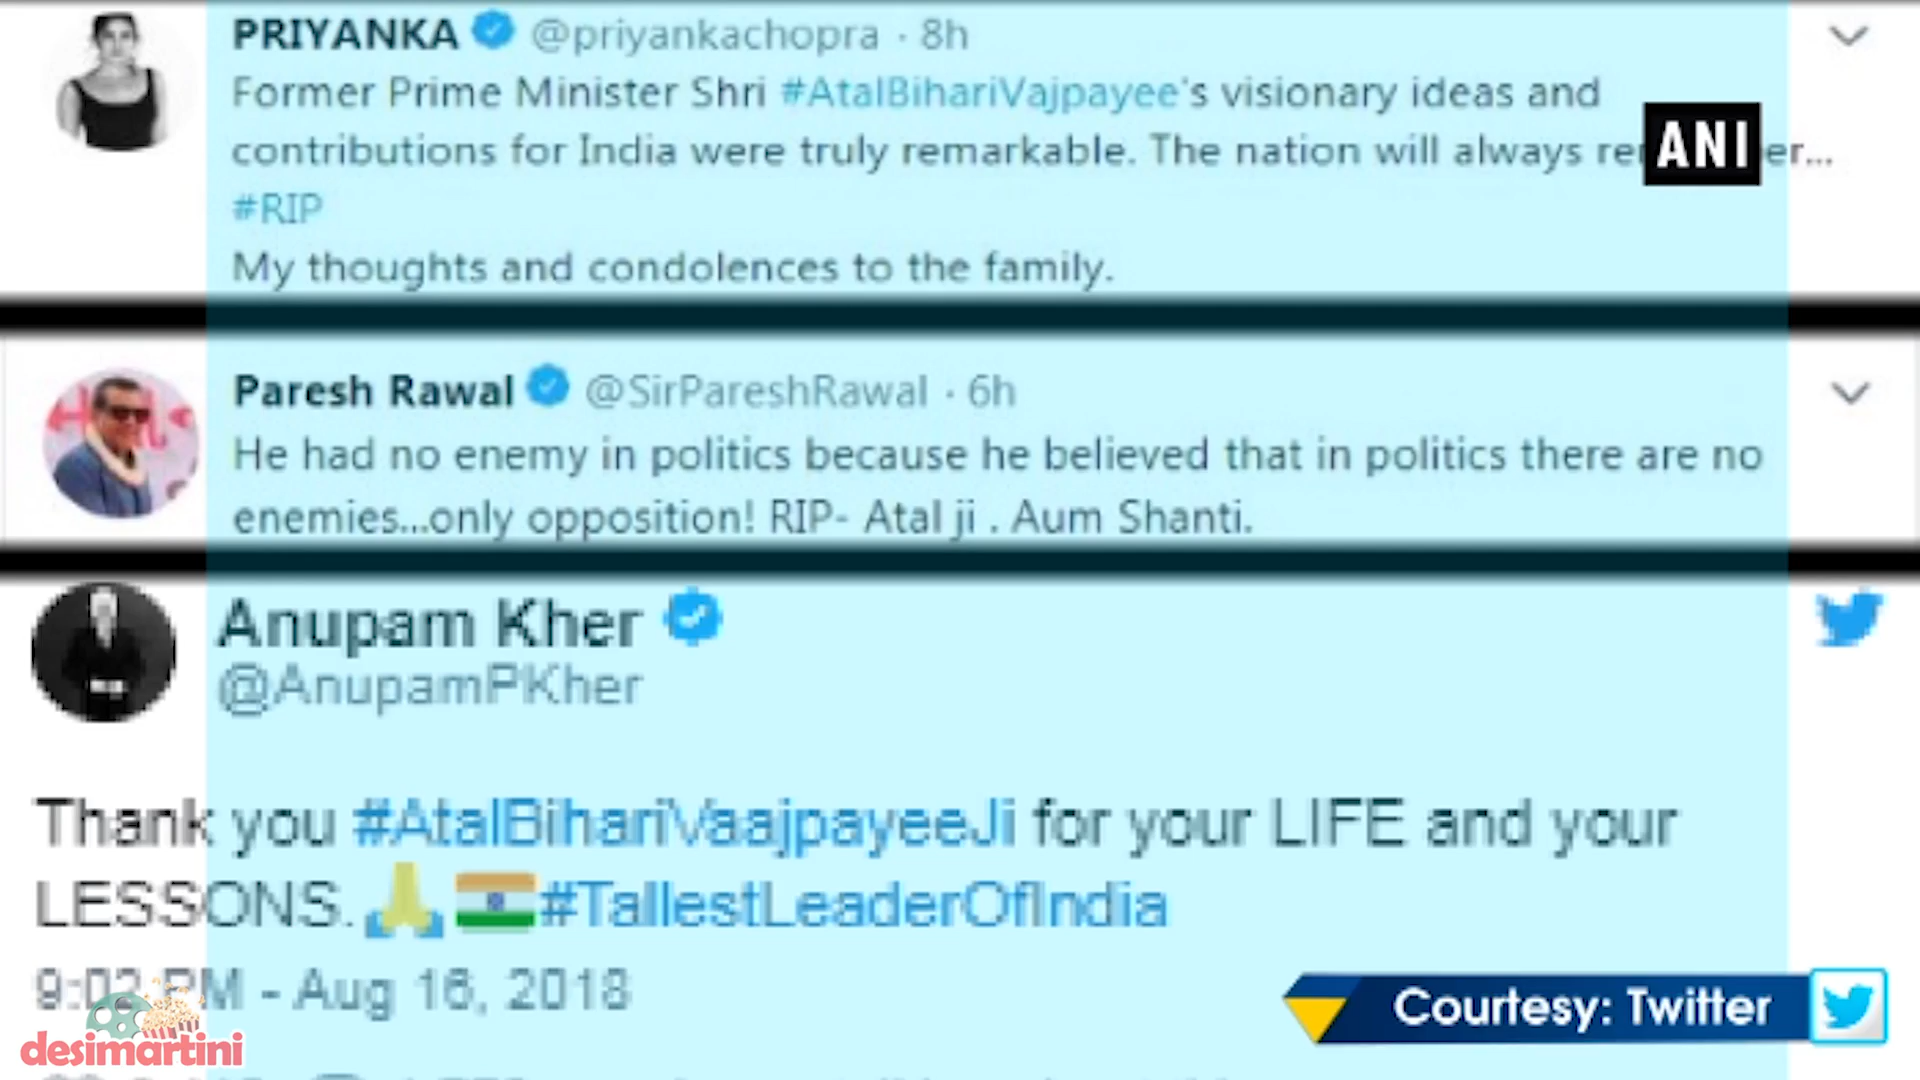 PRIYANKA @priyankachopra · 8h
Former Prime Minister Shri #AtalBihariVajpayee's visionary ideas and
contributions for India were truly remarkable. The nation will always re er...
ANI
#RIP
My thoughts and condolences to the family.
Paresh Rawal @SirPareshRawal · 6h
He had no enemy in politics because he believed that in politics there are no
enemies...only opposition! RIP- Atal ji . Aum Shanti.
Anupam Kher
@AnupamPKher
Thank you #AtalBihariVaajpayeeJi for your LIFE and your
LESSONS.🙏🇮🇳#TallestLeaderOfIndia
9:02 PM - Aug 16, 2018
Courtesy: Twitter
desimartini